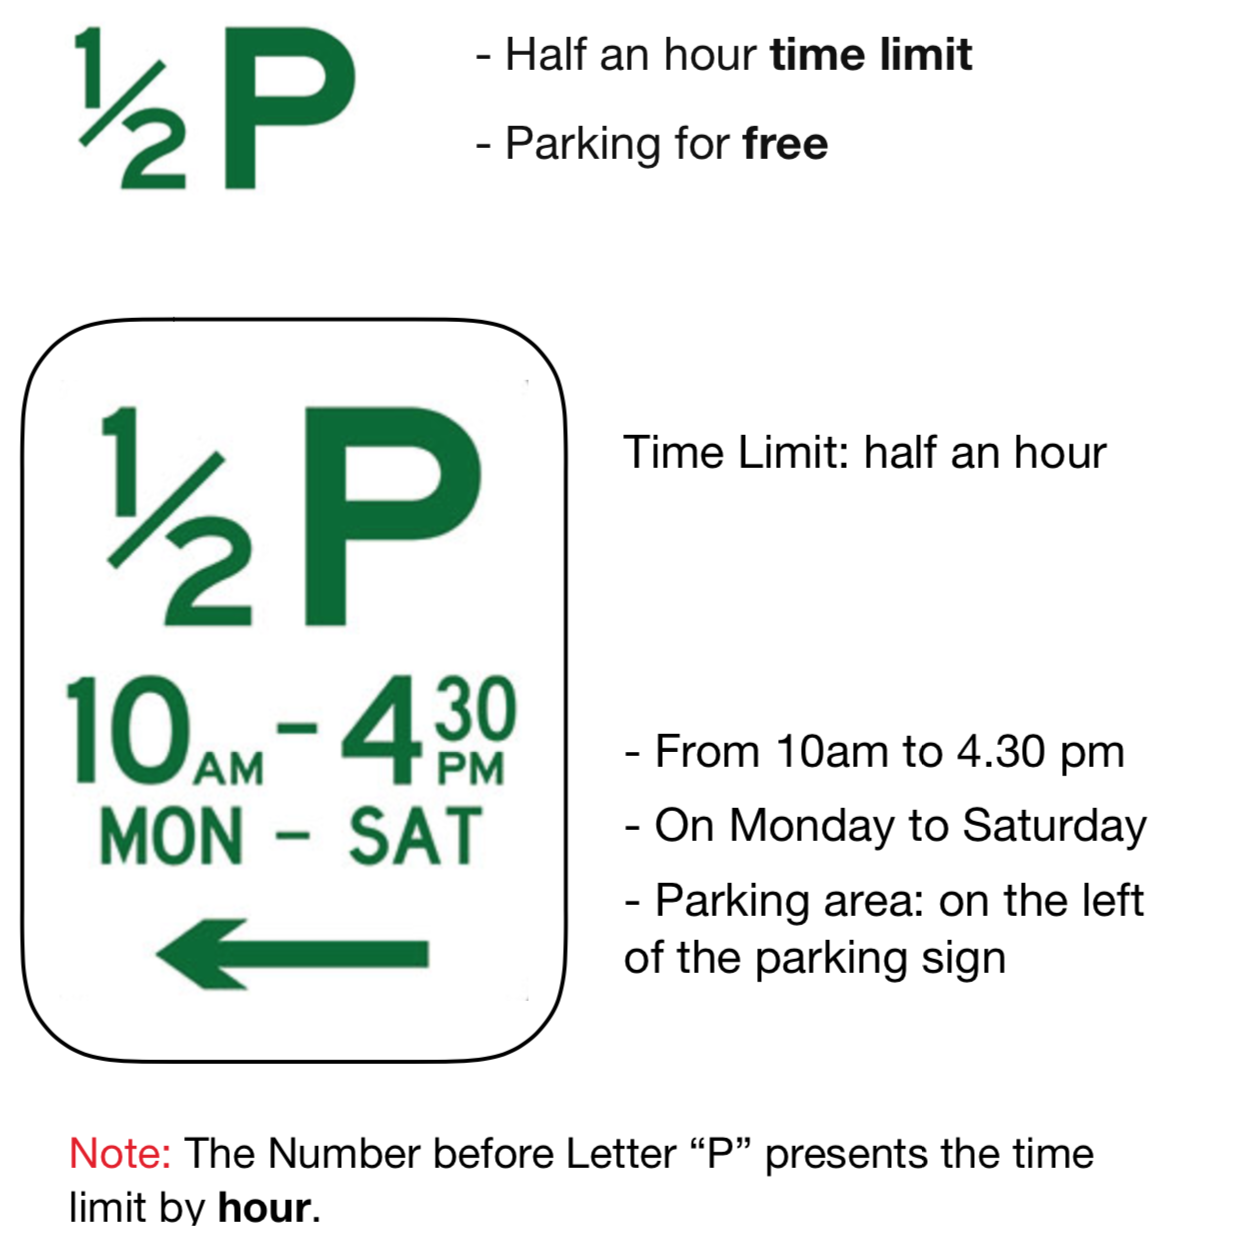 ½ P
- Half an hour time limit
- Parking for free
½ P
Time Limit: half an hour
10AM - 430PM
MON - SAT
- From 10am to 4.30 pm
- On Monday to Saturday
- Parking area: on the left
of the parking sign
Note: The Number before Letter “P” presents the time
limit by hour.